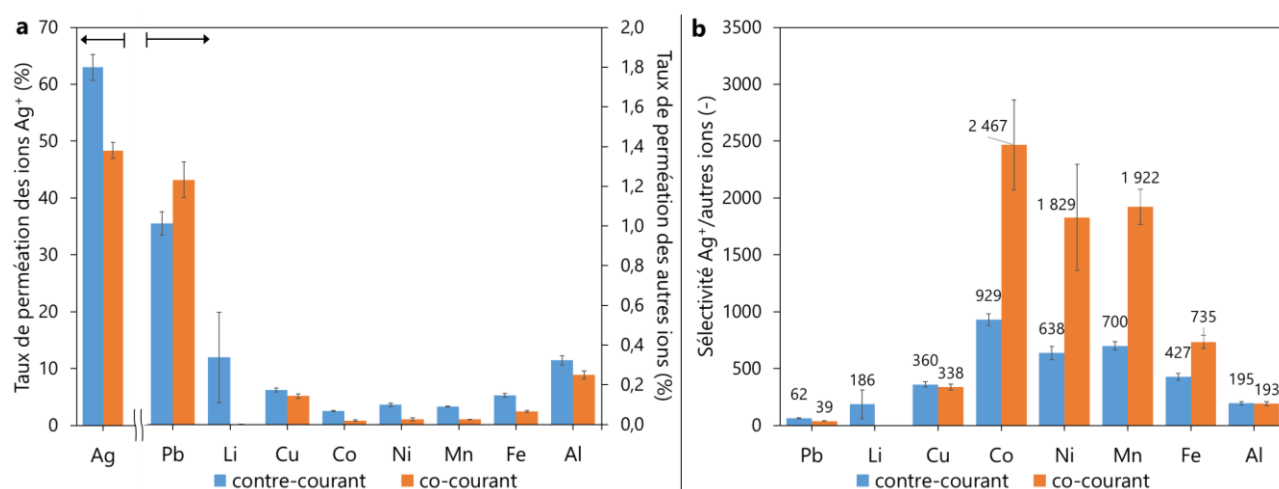 a
Taux de perméation des ions Ag⁺ (%)
70
60
50
40
30
20
10
0
2,0
1,8
1,6
1,4
1,2
1,0
0,8
0,6
0,4
0,2
0,0
Taux de perméation des autres ions (%)
Ag Pb Li Cu Co Ni Mn Fe Al
contre-courant co-courant
b
Sélectivité Ag⁺/autres ions (-)
3500
3000
2500
2000
1500
1000
500
0
62 39 186 360 338 929 2 467 638 1 829 700 1 922 427 735 195 193
Pb Li Cu Co Ni Mn Fe Al
contre-courant co-courant